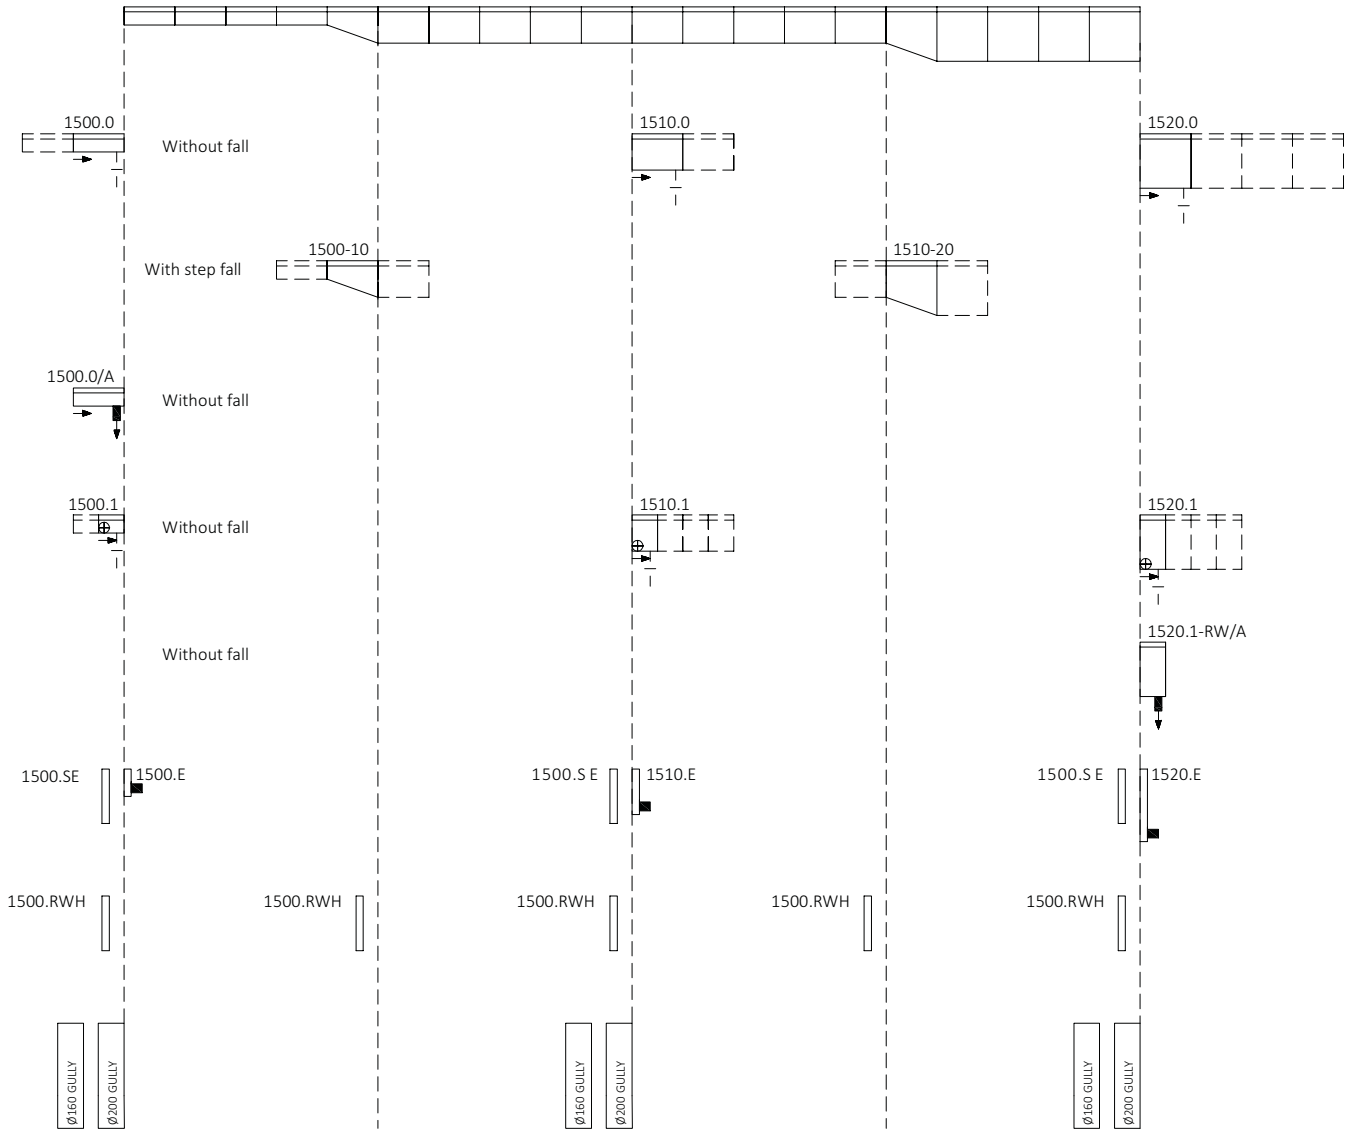 1500.0
1510.0
1520.0
Without fall
1500-10
1510-20
With step fall
1500.0/A
Without fall
1500.1
1510.1
1520.1
Without fall
1520.1-RW/A
Without fall
1500.SE
1500.E
1500.S E
1510.E
1500.S E
1520.E
1500.RWH
1500.RWH
1500.RWH
1500.RWH
1500.RWH
Ø160 GULLY
Ø200 GULLY
Ø160 GULLY
Ø200 GULLY
Ø160 GULLY
Ø200 GULLY